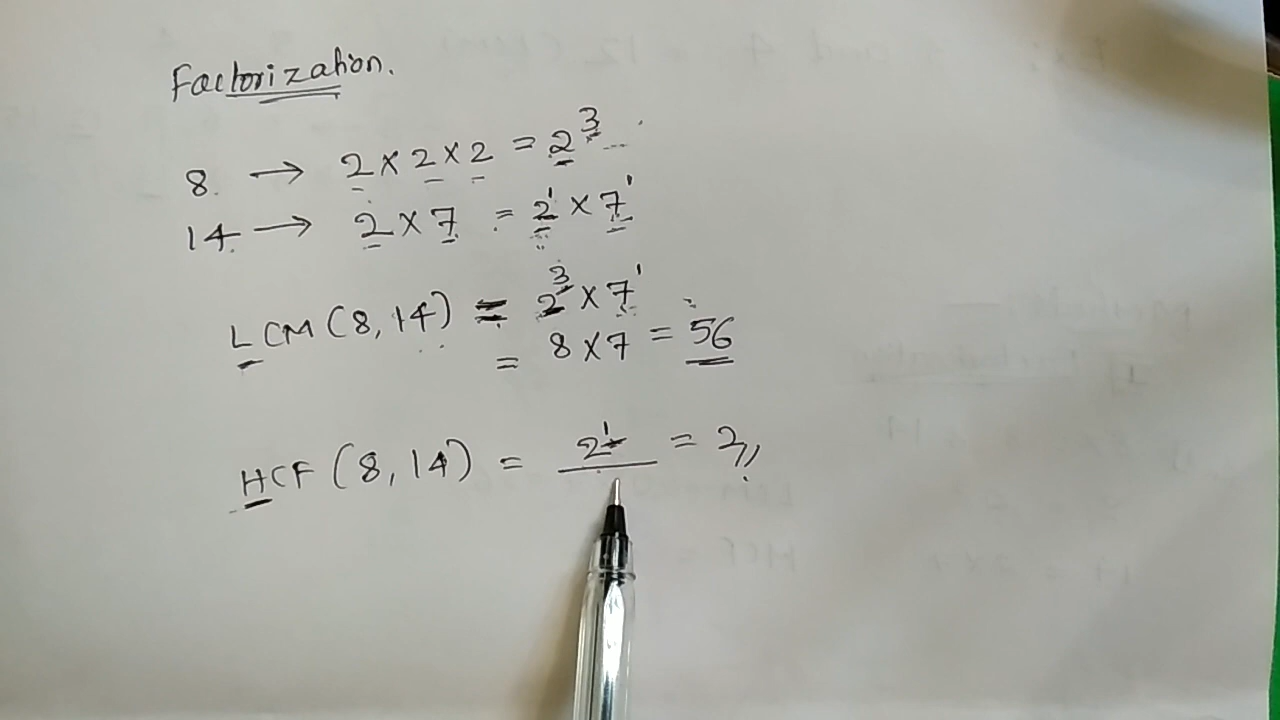 Factorization.
8 → 2 × 2 × 2 = 2³
14 → 2 × 7 = 2¹ × 7¹
LCM (8, 14) = 2³ × 7¹
= 8 × 7 = 56
HCF (8, 14) = 2¹ = 2